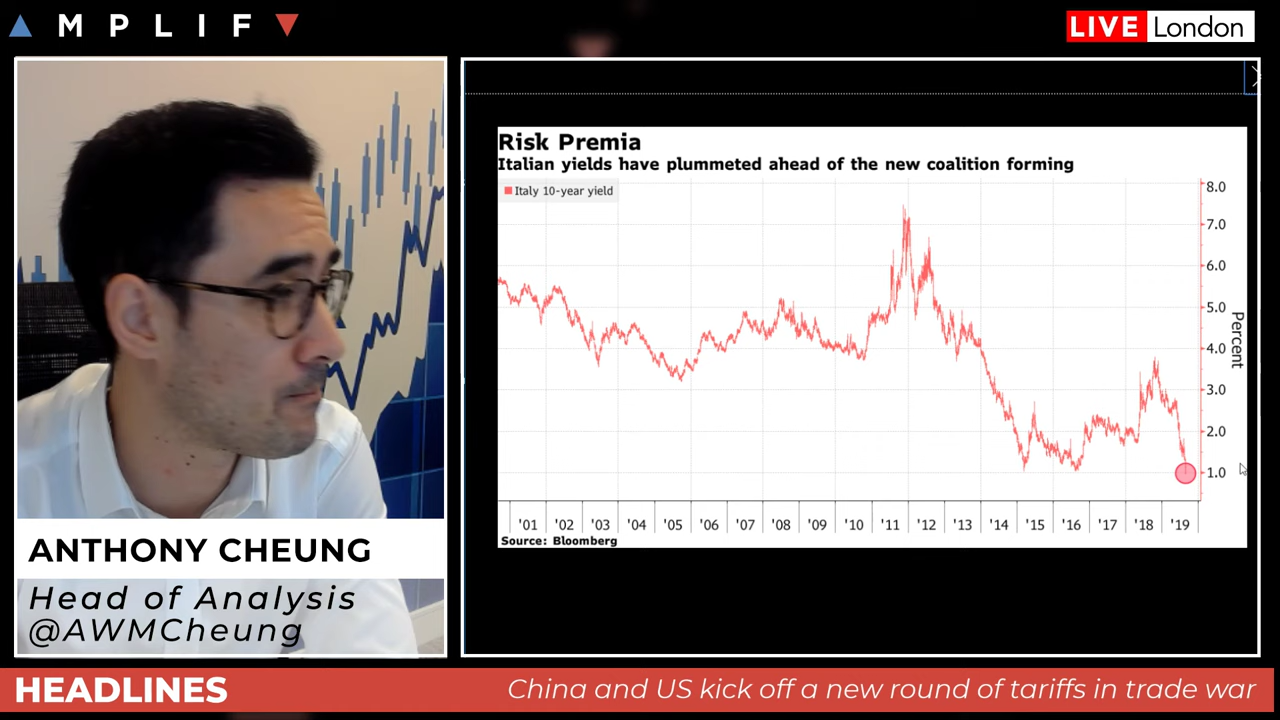 AMPLIFY
LIVE London
Risk Premia
Italian yields have plummeted ahead of the new coalition forming
Italy 10-year yield
8.0
7.0
6.0
5.0
4.0
3.0
2.0
1.0
Percent
'01 '02 '03 '04 '05 '06 '07 '08 '09 '10 '11 '12 '13 '14 '15 '16 '17 '18 '19
Source: Bloomberg
ANTHONY CHEUNG
Head of Analysis
@AWMCheung
HEADLINES
China and US kick off a new round of tariffs in trade war